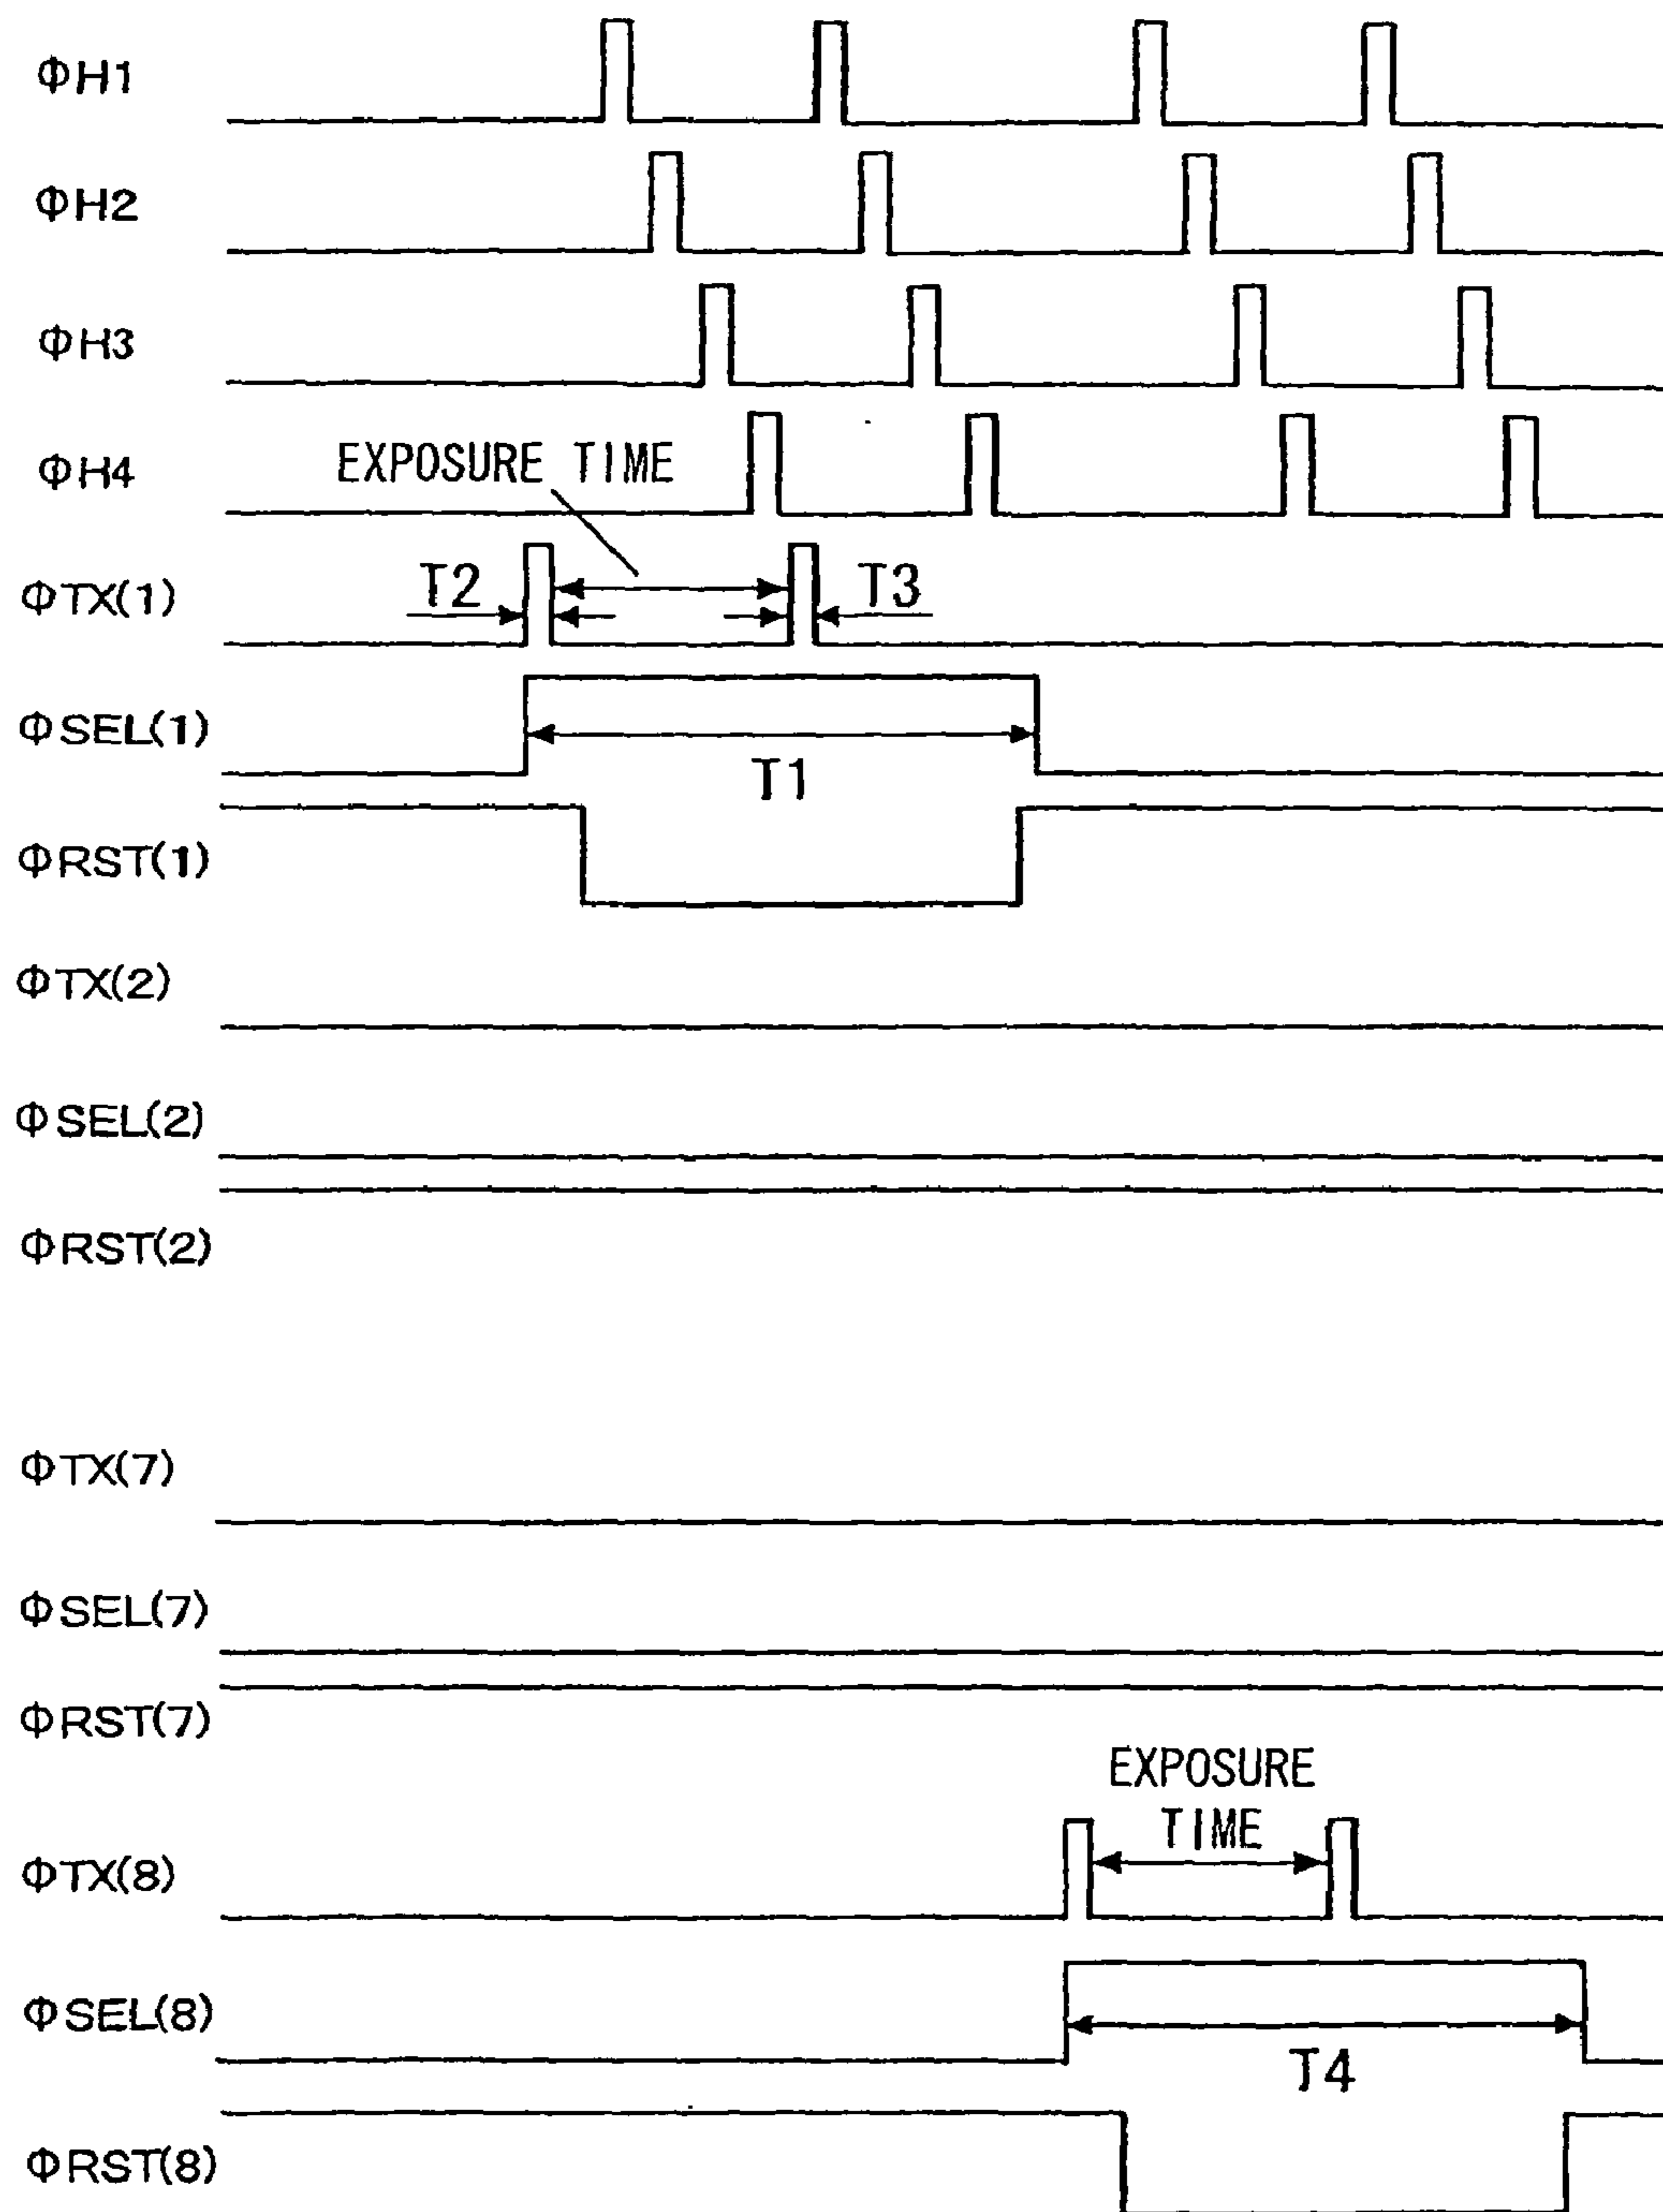 ΦH1
ΦH2
ΦH3
ΦH4
EXPOSURE TIME
ΦTX(1)
T2
T3
ΦSEL(1)
T1
ΦRST(1)
ΦTX(2)
ΦSEL(2)
ΦRST(2)
ΦTX(7)
ΦSEL(7)
ΦRST(7)
EXPOSURE
TIME
ΦTX(8)
ΦSEL(8)
T4
ΦRST(8)